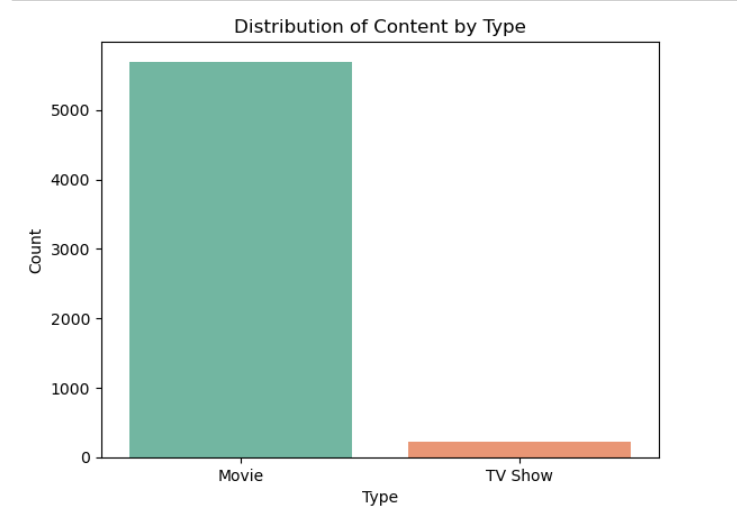 Distribution of Content by Type
5000
4000
3000
2000
1000
0
Count
Movie
TV Show
Type